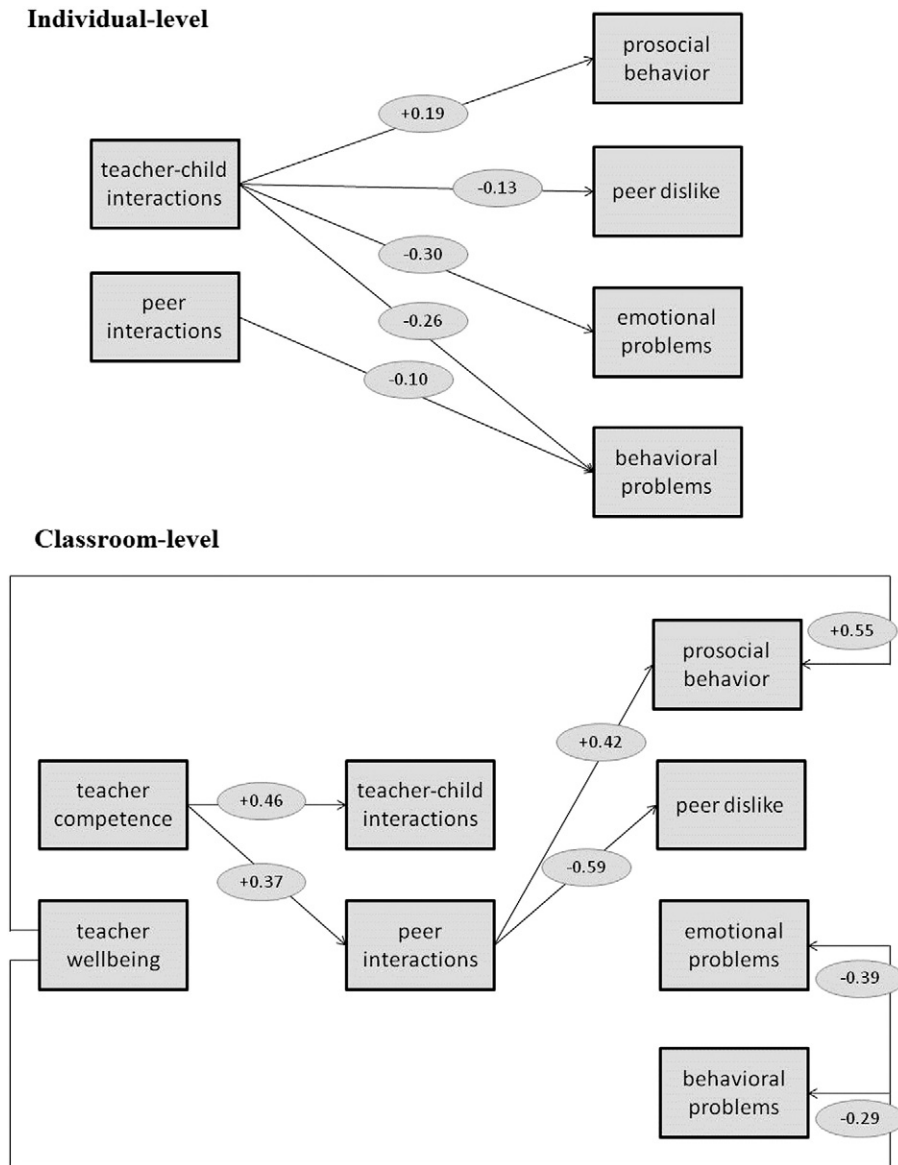 Individual-level
prosocial
behavior
+0.19
teacher-child
interactions
-0.13
peer dislike
-0.30
peer
interactions
-0.26
emotional
problems
-0.10
behavioral
problems
Classroom-level
+0.55
prosocial
behavior
+0.42
teacher
competence
+0.46
teacher-child
interactions
peer dislike
+0.37
-0.59
teacher
wellbeing
peer
interactions
emotional
problems
-0.39
behavioral
problems
-0.29